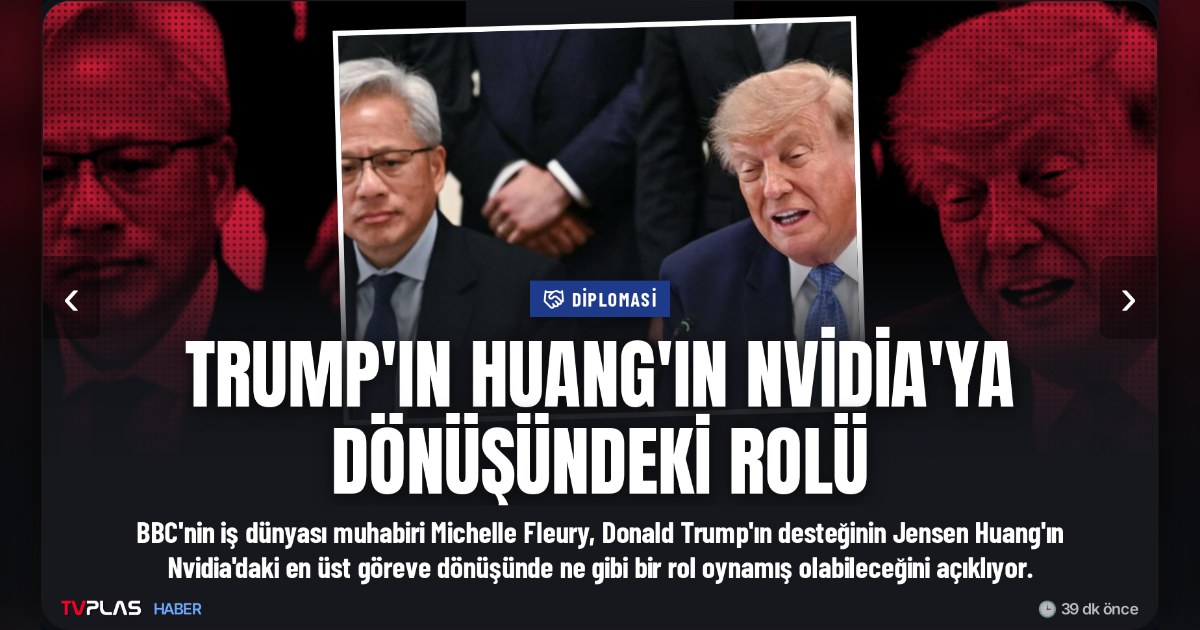 DİPLOMASİ
TRUMP'IN HUANG'IN NVİDİA'YA
DÖNÜŞÜNDEKİ ROLÜ
BBC'nin iş dünyası muhabiri Michelle Fleury, Donald Trump'ın desteğinin Jensen Huang'ın
Nvidia'daki en üst göreve dönüşünde ne gibi bir rol oynamış olabileceğini açıklıyor.
TVPLAS HABER
39 dk önce